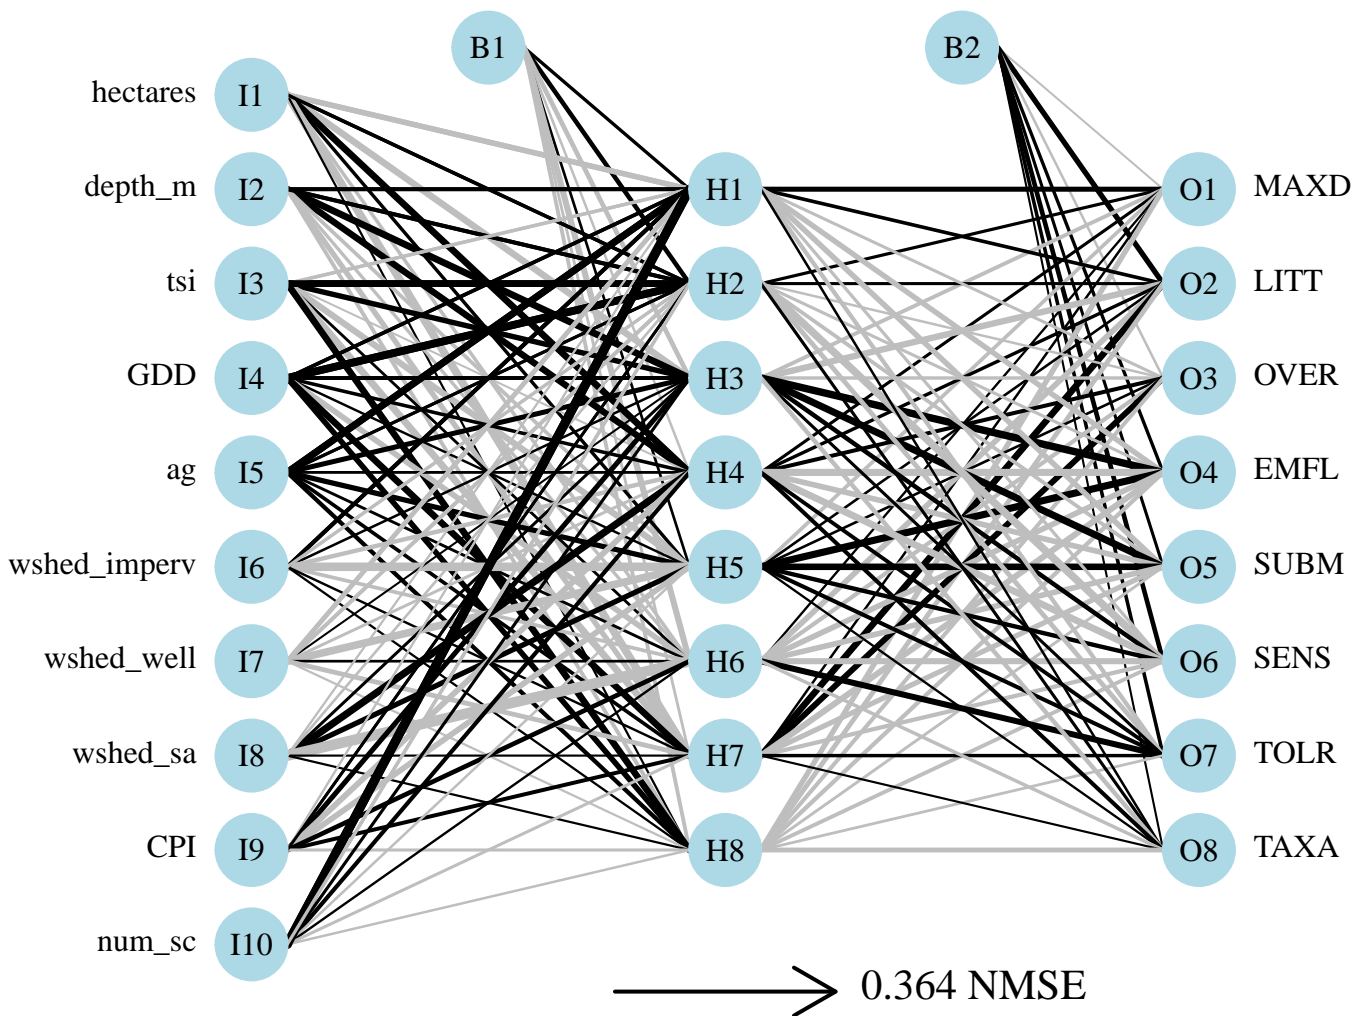 B1 B2
hectares I1
depth_m I2 H1 O1 MAXD
tsi I3 H2 O2 LITT
GDD I4 H3 O3 OVER
ag I5 H4 O4 EMFL
wshed_imperv I6 H5 O5 SUBM
wshed_well I7 H6 O6 SENS
wshed_sa I8 H7 O7 TOLR
CPI I9 H8 O8 TAXA
num_sc I10
0.364 NMSE